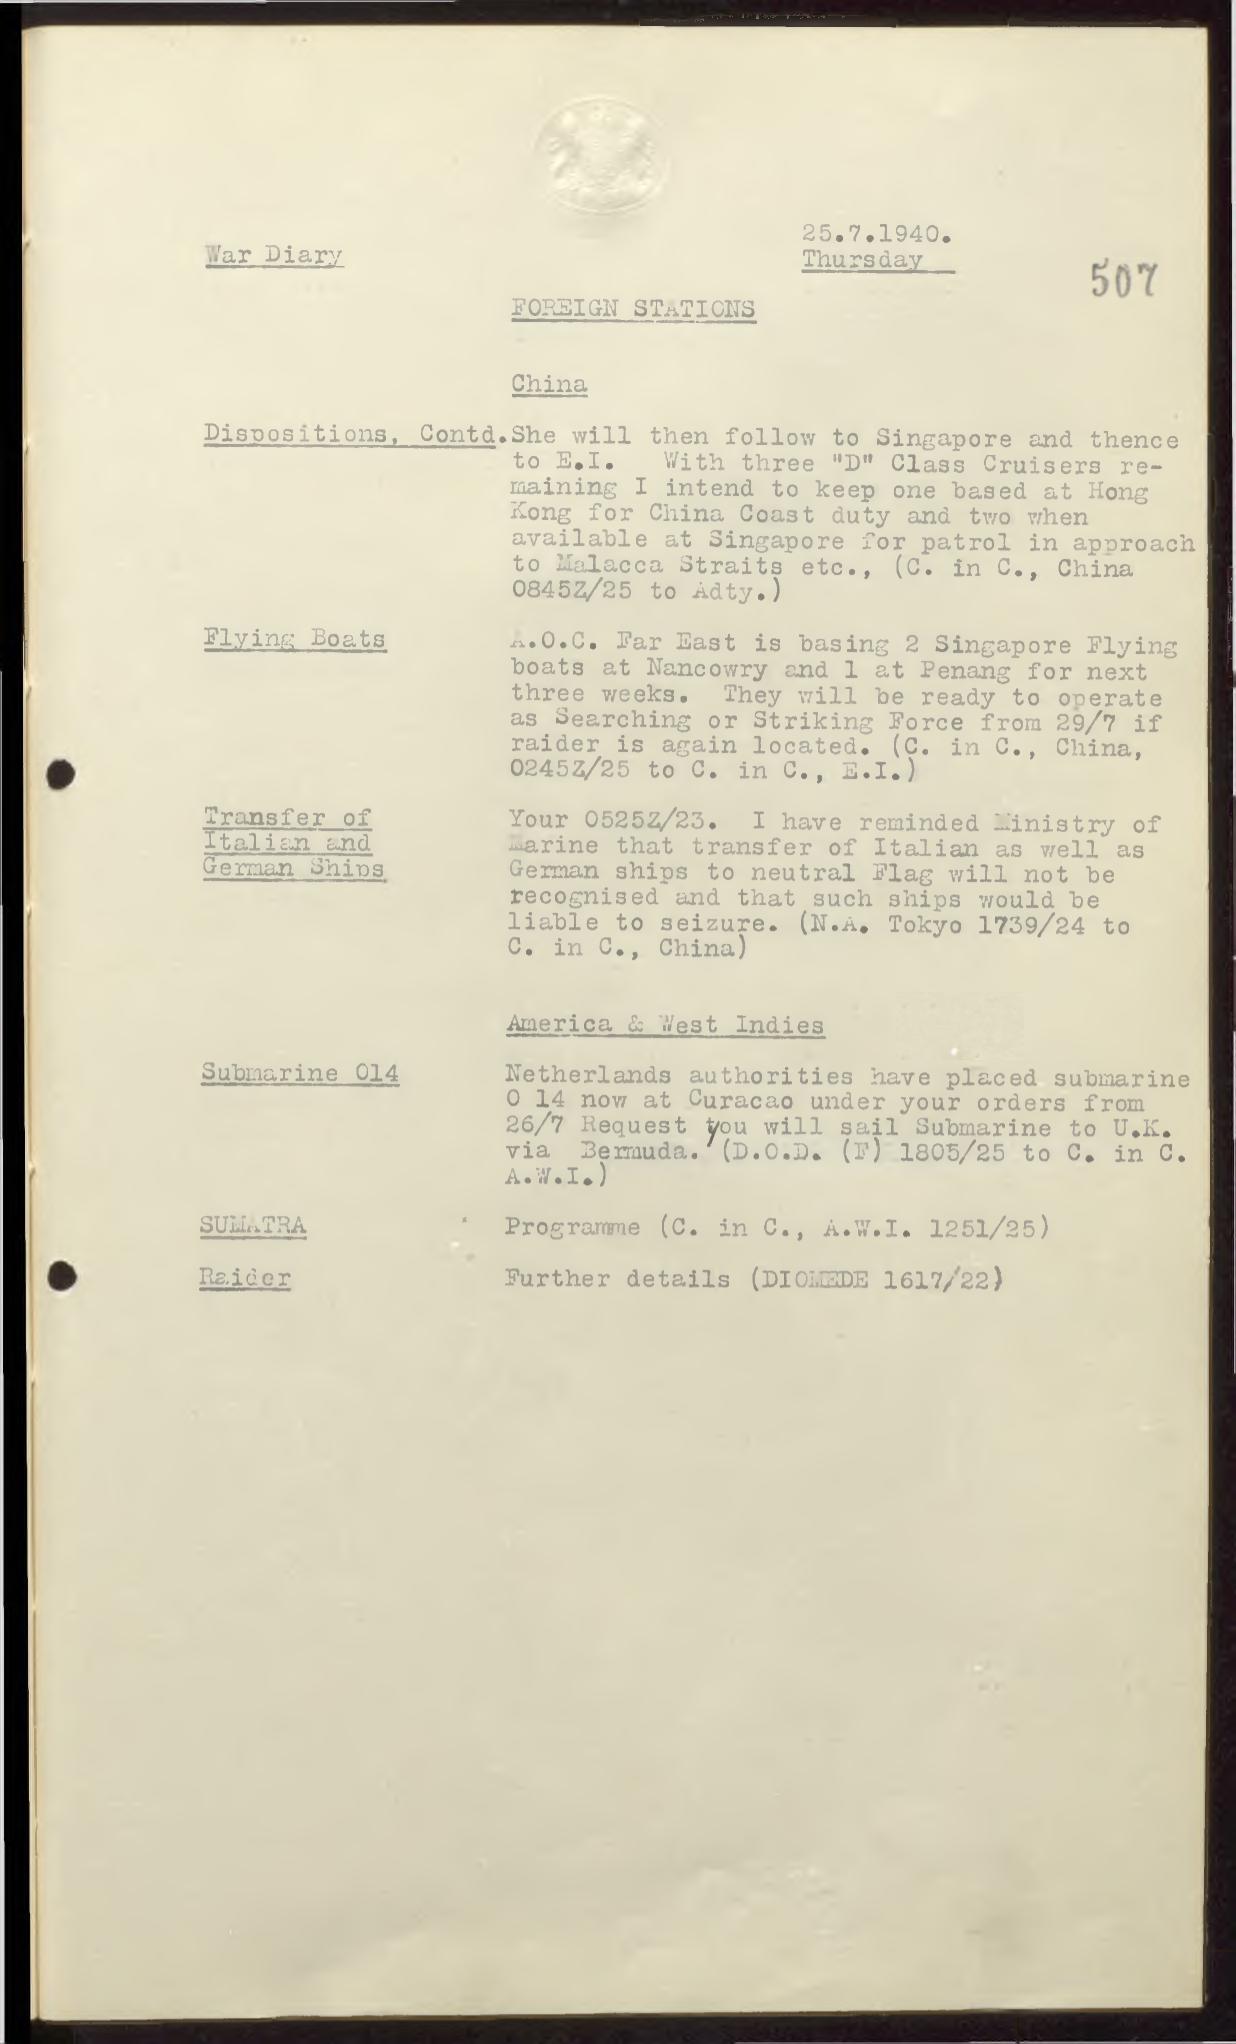 War Diary
25.7.1940.
Thursday
507
FOREIGN STATIONS
China
Dispositions, Contd. She will then follow to Singapore and thence
to E.I. With three "D" Class Cruisers re-
maining I intend to keep one based at Hong
Kong for China Coast duty and two when
available at Singapore for patrol in approach
to Malacca Straits etc., (C. in C., China
0845Z/25 to Adty.)
Flying Boats
A.O.C. Far East is basing 2 Singapore Flying
boats at Nancowry and 1 at Penang for next
three weeks. They will be ready to operate
as Searching or Striking Force from 29/7 if
raider is again located. (C. in C., China,
0245Z/25 to C. in C., E.I.)
Transfer of
Italian and
German Ships
Your 0525Z/23. I have reminded Ministry of
Marine that transfer of Italian as well as
German ships to neutral Flag will not be
recognised and that such ships would be
liable to seizure. (N.A. Tokyo 1739/24 to
C. in C., China)
America & West Indies
Submarine O14
Netherlands authorities have placed submarine
O 14 now at Curacao under your orders from
26/7 Request you will sail Submarine to U.K.
via Bermuda. (D.O.D. (F) 1805/25 to C. in C.
A.W.I.)
SUMATRA
Programme (C. in C., A.W.I. 1251/25)
Raider
Further details (DIOMEDE 1617/22)